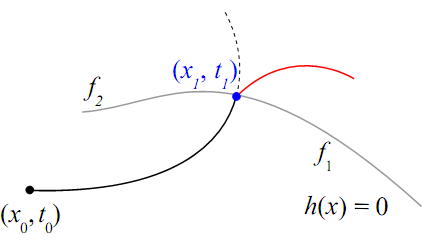 (x₁, t₁)
f₂
f₁
h(x) = 0
(x₀,t₀)